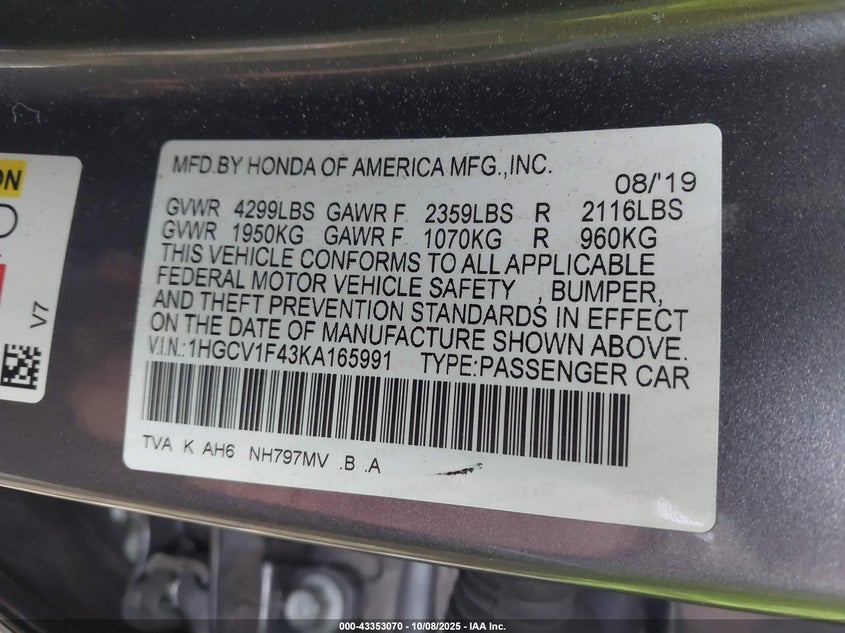 MFD.BY HONDA OF AMERICA MFG.,INC.
08/'19
GVWR 4299LBS GAWR F 2359LBS R 2116LBS
GVWR 1950KG GAWR F 1070KG R 960KG
THIS VEHICLE CONFORMS TO ALL APPLICABLE
FEDERAL MOTOR VEHICLE SAFETY , BUMPER,
AND THEFT PREVENTION STANDARDS IN EFFECT
ON THE DATE OF MANUFACTURE SHOWN ABOVE.
V.I.N.:1HGCV1F43KA165991 TYPE:PASSENGER CAR
TVA K AH6 NH797MV .B .A
V7
000-43353070 - 10/08/2025 - IAA Inc.